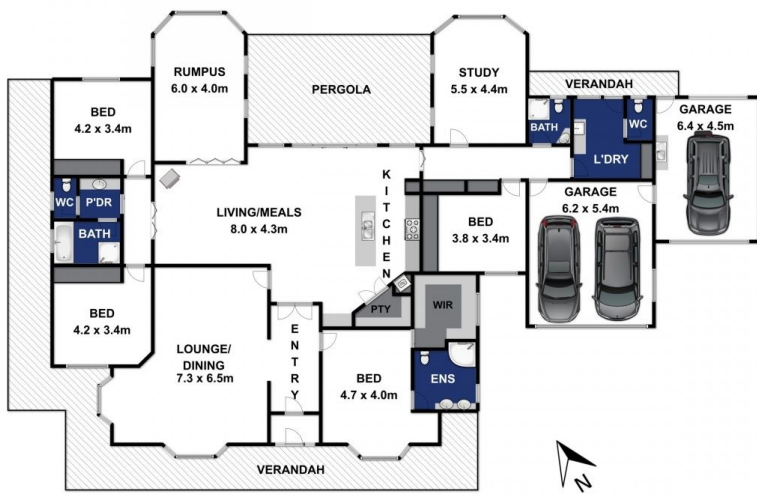 RUMPUS
6.0 x 4.0m
PERGOLA
STUDY
5.5 x 4.4m
VERANDAH
BED
4.2 x 3.4m
BATH
WC
L'DRY
GARAGE
6.4 x 4.5m
WC
P'DR
BATH
LIVING/MEALS
8.0 x 4.3m
KITCHEN
BED
3.8 x 3.4m
GARAGE
6.2 x 5.4m
BED
4.2 x 3.4m
LOUNGE/
DINING
7.3 x 6.5m
ENTRY
PTY
WIR
BED
4.7 x 4.0m
ENS
VERANDAH
N